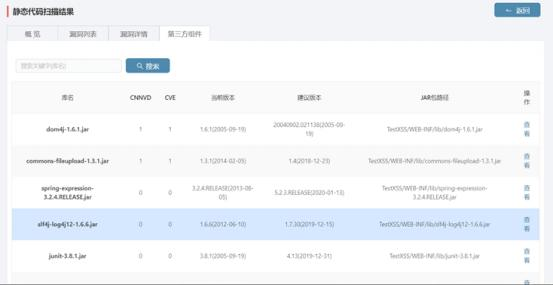 静态代码扫描结果
← 返回
概 览 漏洞列表 漏洞详情 第三方组件
搜索关键字(库名) 搜索
库名 CNNVD CVE 当前版本 建议版本 JAR包路径 操作
dom4j-1.6.1.jar 1 1 1.6.1(2005-09-19) 20040902.021138(2005-09-19) TestXSS/WEB-INF/lib/dom4j-1.6.1.jar 查看
commons-fileupload-1.3.1.jar 1 1 1.3.1(2014-02-05) 1.4(2018-12-23) TestXSS/WEB-INF/lib/commons-fileupload-1.3.1.jar 查看
spring-expression-3.2.4.RELEASE.jar 0 0 3.2.4.RELEASE(2013-08-05) 5.2.3.RELEASE(2020-01-13) TestXSS/WEB-INF/lib/spring-expression-3.2.4.RELEASE.jar 查看
slf4j-log4j12-1.6.6.jar 0 0 1.6.6(2012-06-10) 1.7.30(2019-12-15) TestXSS/WEB-INF/lib/slf4j-log4j12-1.6.6.jar 查看
junit-3.8.1.jar 0 0 3.8.1(2005-09-19) 4.13(2019-12-31) TestXSS/WEB-INF/lib/junit-3.8.1.jar 查看